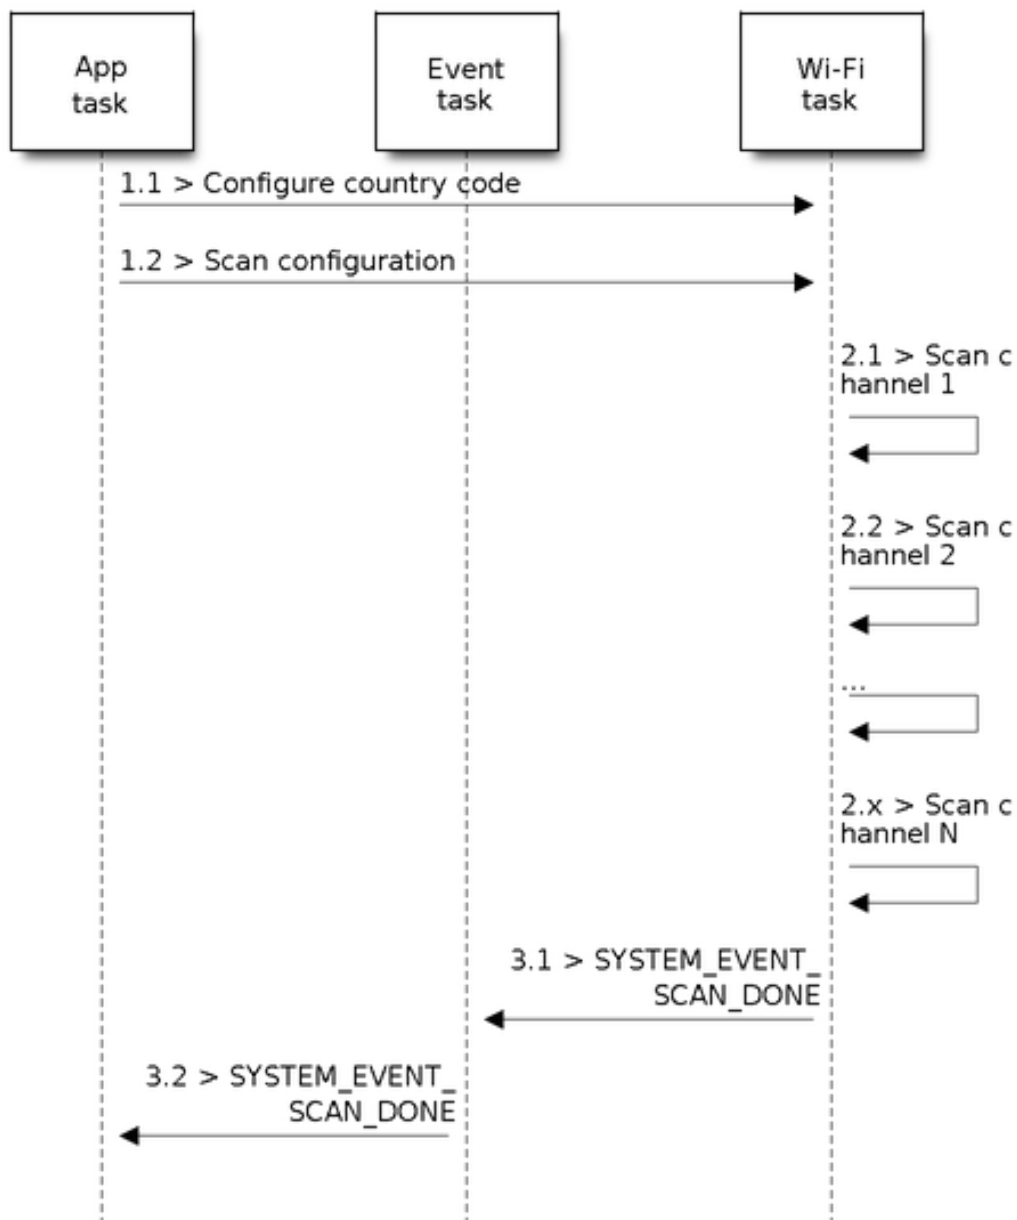 App
task
Event
task
Wi-Fi
task
1.1 > Configure country code
1.2 > Scan configuration
2.1 > Scan c
hannel 1
2.2 > Scan c
hannel 2
...
2.x > Scan c
hannel N
3.1 > SYSTEM_EVENT_
SCAN_DONE
3.2 > SYSTEM_EVENT_
SCAN_DONE